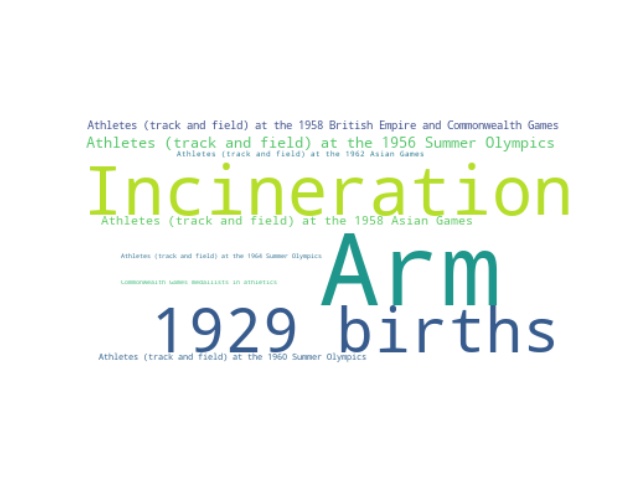 Athletes (track and field) at the 1958 British Empire and Commonwealth Games
Athletes (track and field) at the 1956 Summer Olympics
Athletes (track and field) at the 1962 Asian Games
Incineration
Athletes (track and field) at the 1958 Asian Games
Arm
Athletes (track and field) at the 1964 Summer Olympics
Commonwealth Games medallists in athletics
1929 births
Athletes (track and field) at the 1960 Summer Olympics